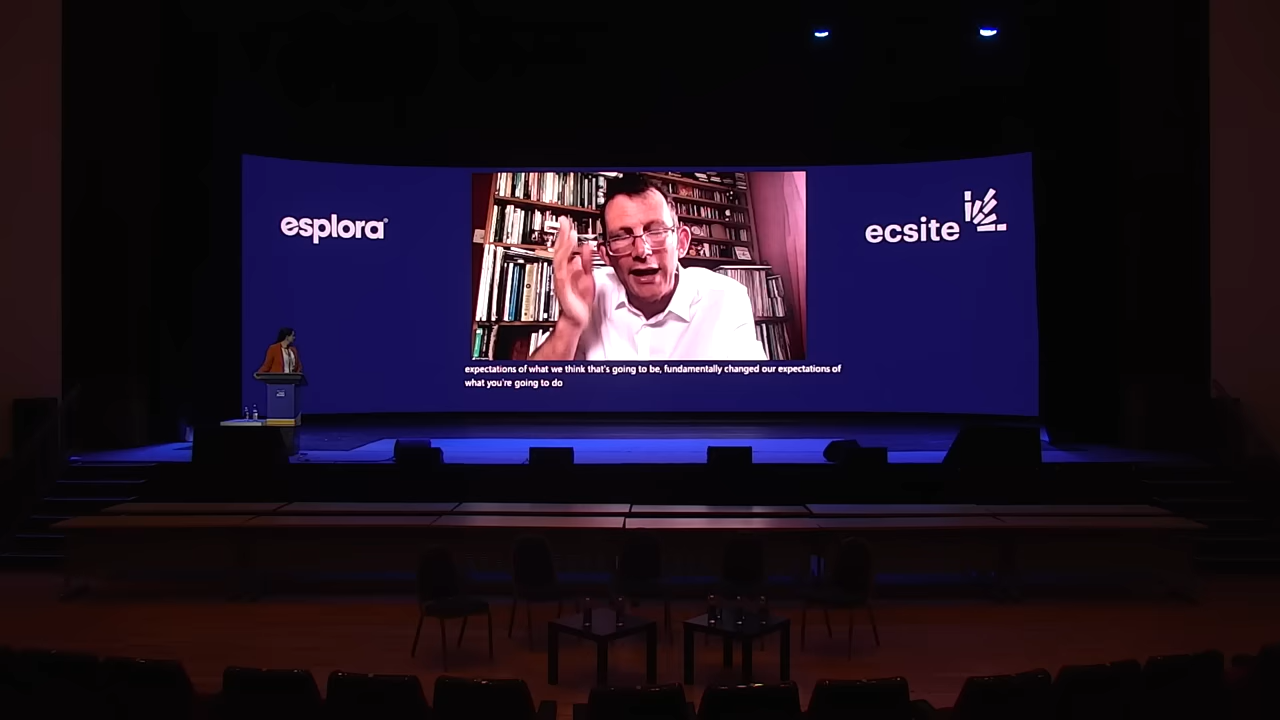 esplora
ecsite
expectations of what we think that's going to be, fundamentally changed our expectations of
what you're going to do